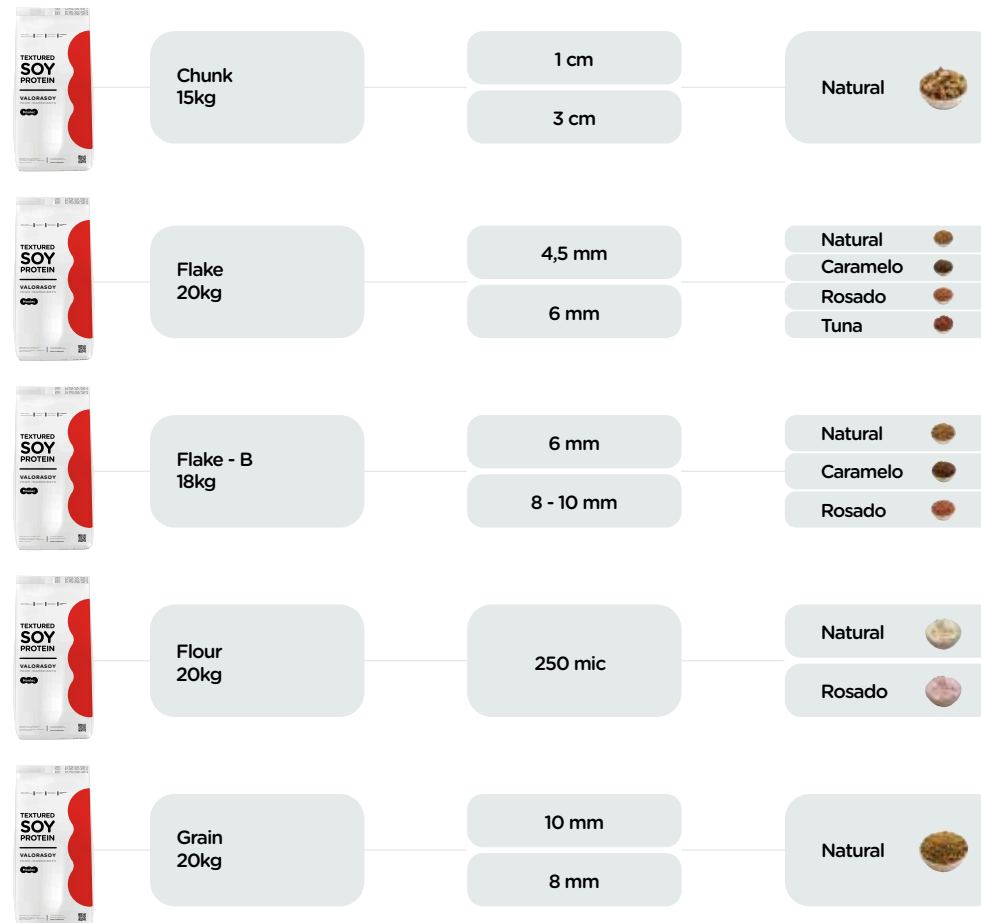 TEXTURED
SOY
PROTEIN
VALORASOY
Chunk
15kg
1 cm
3 cm
Natural
TEXTURED
SOY
PROTEIN
VALORASOY
Flake
20kg
4,5 mm
6 mm
Natural
Caramelo
Rosado
Tuna
TEXTURED
SOY
PROTEIN
VALORASOY
Flake - B
18kg
6 mm
8 - 10 mm
Natural
Caramelo
Rosado
TEXTURED
SOY
PROTEIN
VALORASOY
Flour
20kg
250 mic
Natural
Rosado
TEXTURED
SOY
PROTEIN
VALORASOY
Grain
20kg
10 mm
8 mm
Natural